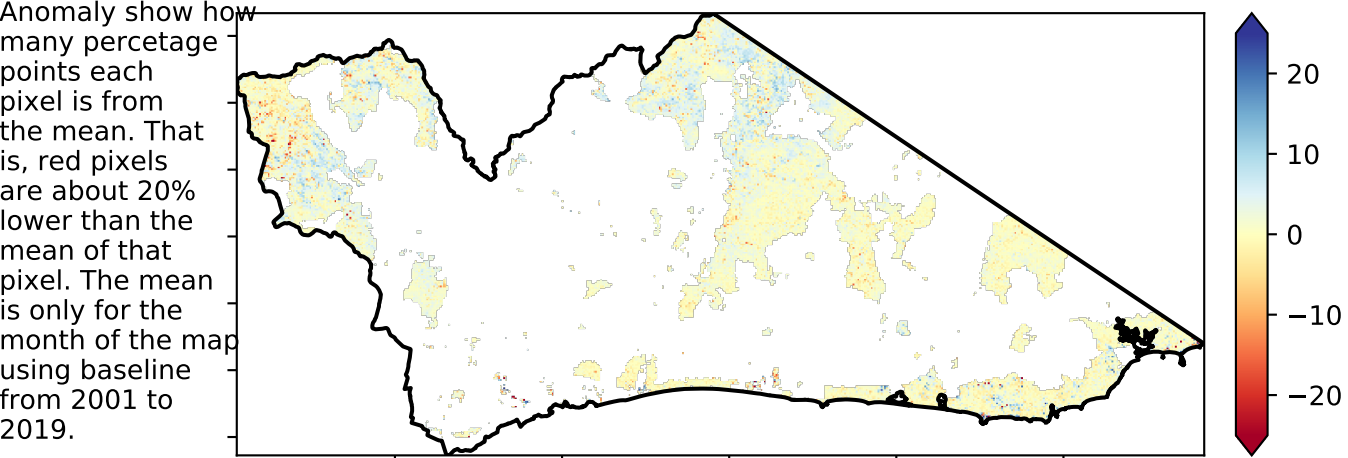 Anomaly show how
many percetage
points each
pixel is from
the mean. That
is, red pixels
are about 20%
lower than the
mean of that
pixel. The mean
is only for the
month of the map
using baseline
from 2001 to
2019.
20
10
0
−10
−20